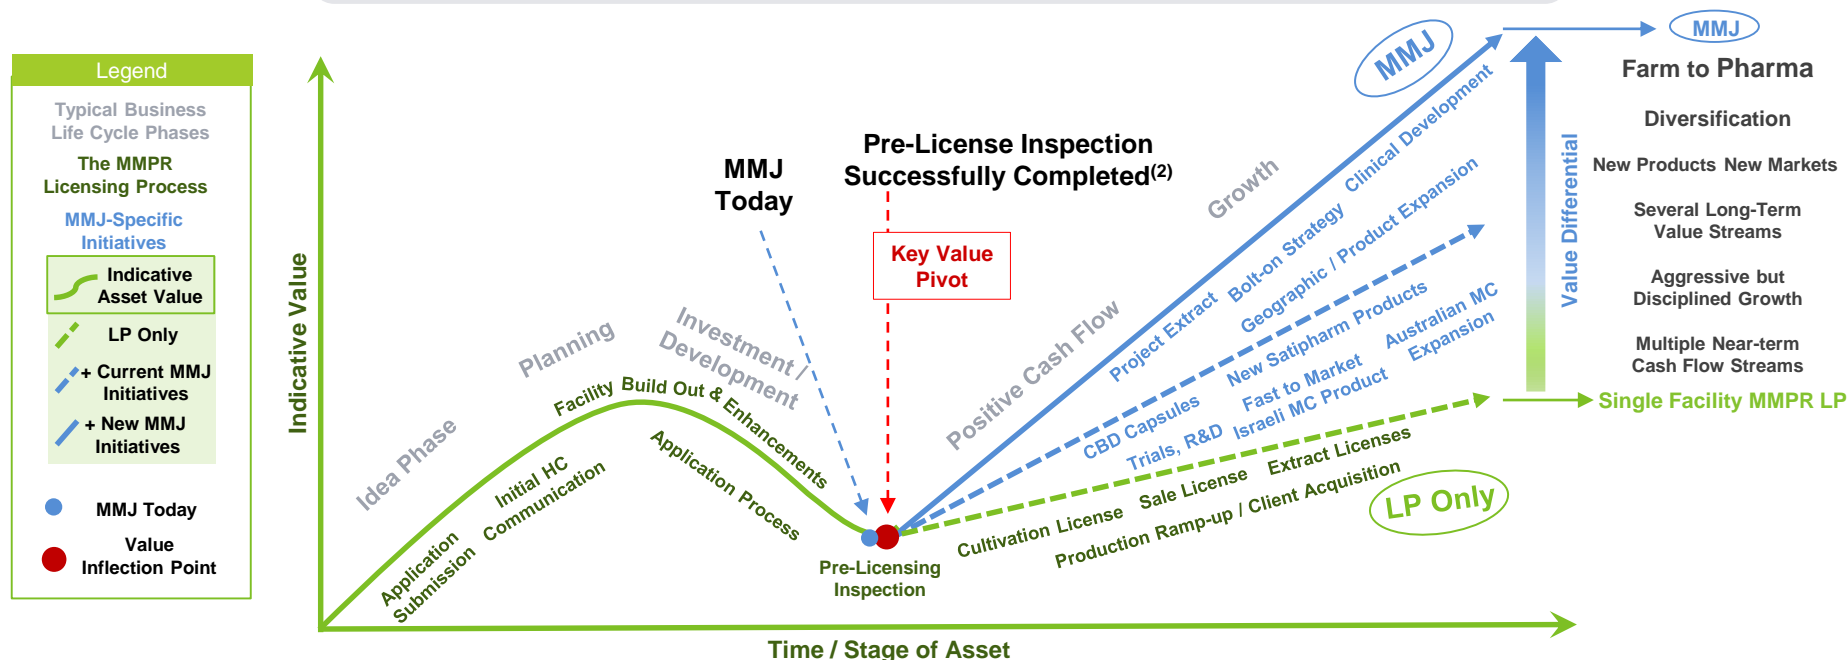 Legend
Typical Business
Life Cycle Phases
The MMPR
Licensing Process
MMJ-Specific
Initiatives
Indicative
Asset Value
LP Only
+ Current MMJ
Initiatives
+ New MMJ
Initiatives
MMJ Today
Value
Inflection Point
Indicative Value
Time / Stage of Asset
Idea Phase
Planning
Investment /
Development
Positive Cash Flow
Growth
Application
Submission
Initial HC
Communication
Facility Build Out & Enhancements
Application Process
Pre-Licensing
Inspection
MMJ
Today
Pre-License Inspection
Successfully Completed(2)
Key Value
Pivot
MMJ
Project Extract
Bolt-on Strategy
Clinical Development
Geographic / Product Expansion
CBD Capsules
New Satipharm Products
Trials, R&D
Fast to Market
Israeli MC Product
Australian MC
Expansion
Cultivation License
Sale License
Extract Licenses
Production Ramp-up / Client Acquisition
LP Only
Value Differential
MMJ
Farm to Pharma
Diversification
New Products New Markets
Several Long-Term
Value Streams
Aggressive but
Disciplined Growth
Multiple Near-term
Cash Flow Streams
Single Facility MMPR LP